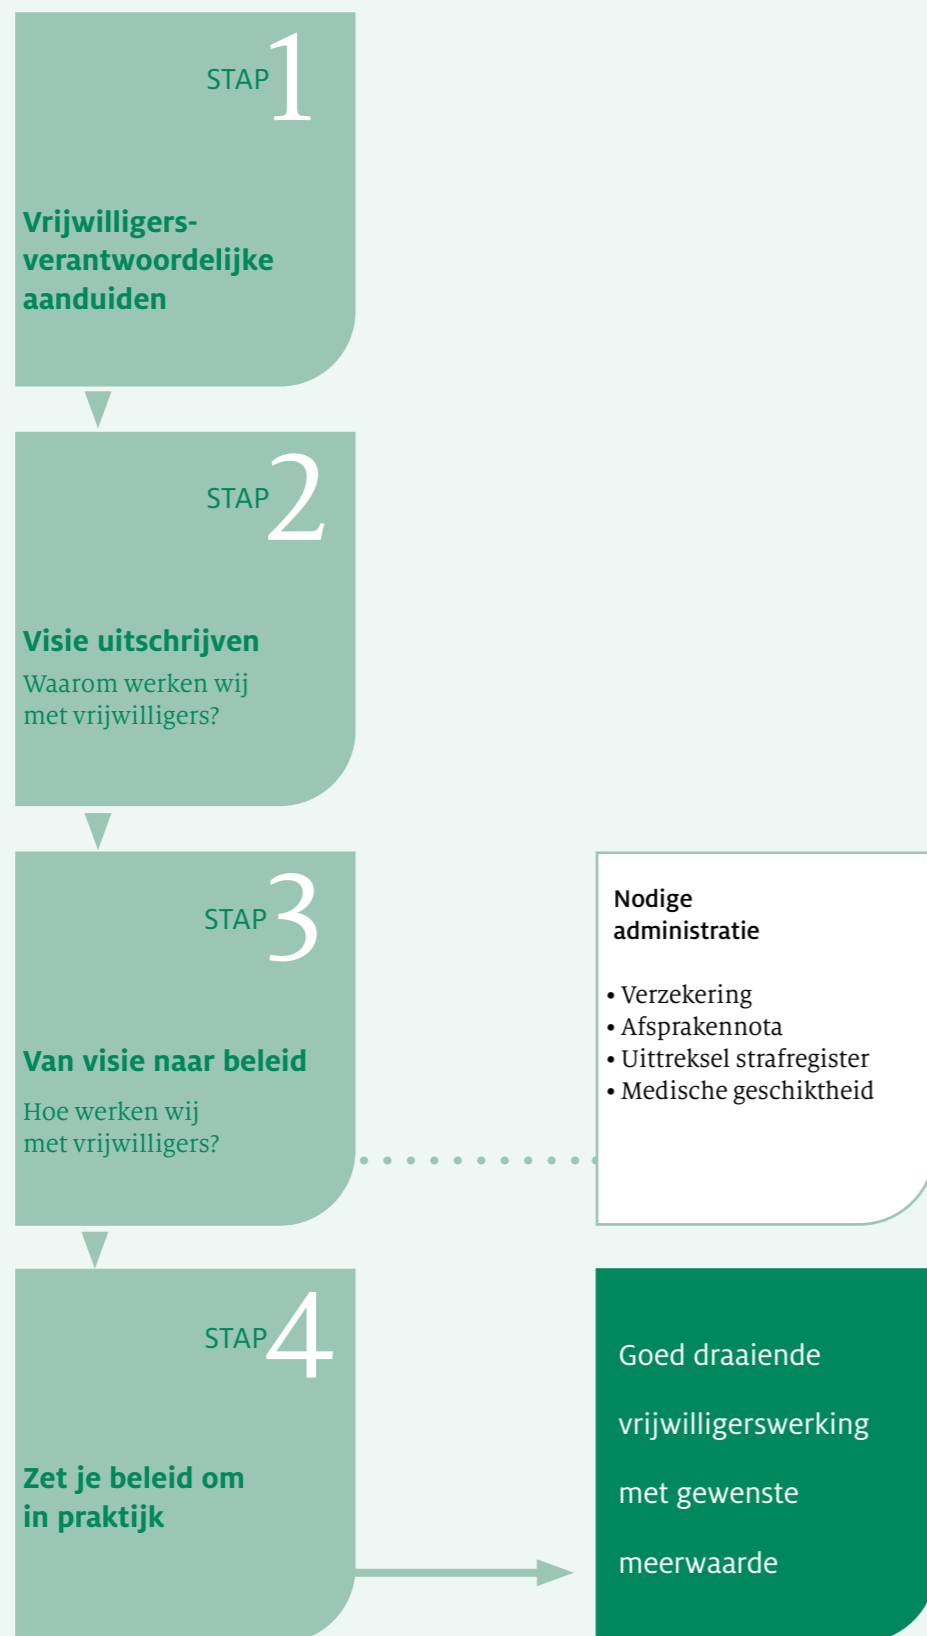 STAP 1
Vrijwilligers-
verantwoordelijke
aanduiden
STAP 2
Visie uitschrijven
Waarom werken wij
met vrijwilligers?
STAP 3
Van visie naar beleid
Hoe werken wij
met vrijwilligers?
Nodige
administratie
• Verzekering
• Afsprakennota
• Uittreksel strafregister
• Medische geschiktheid
STAP 4
Zet je beleid om
in praktijk
Goed draaiende
vrijwilligerswerking
met gewenste
meerwaarde